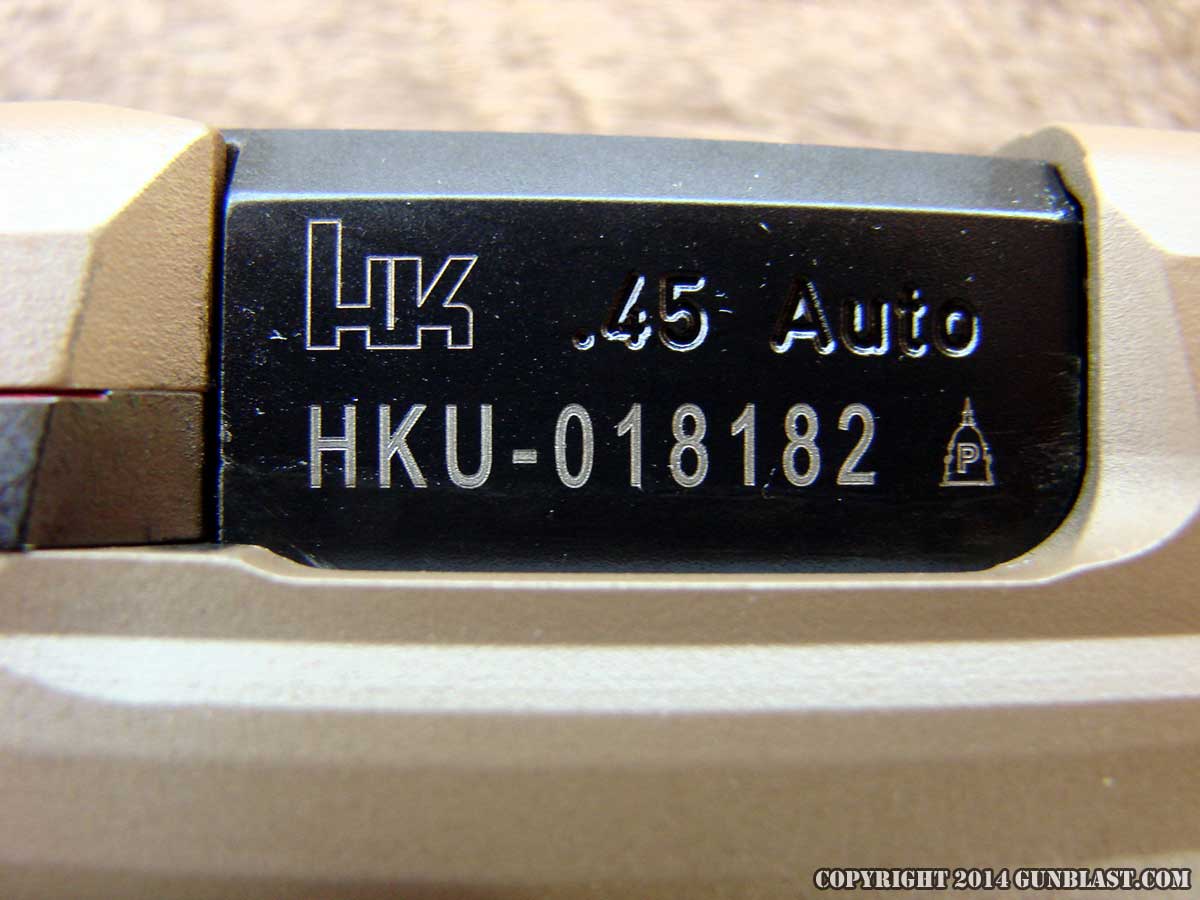 HK .45 Auto
HKU-018182 P
COPYRIGHT 2014 GUNBLAST.COM